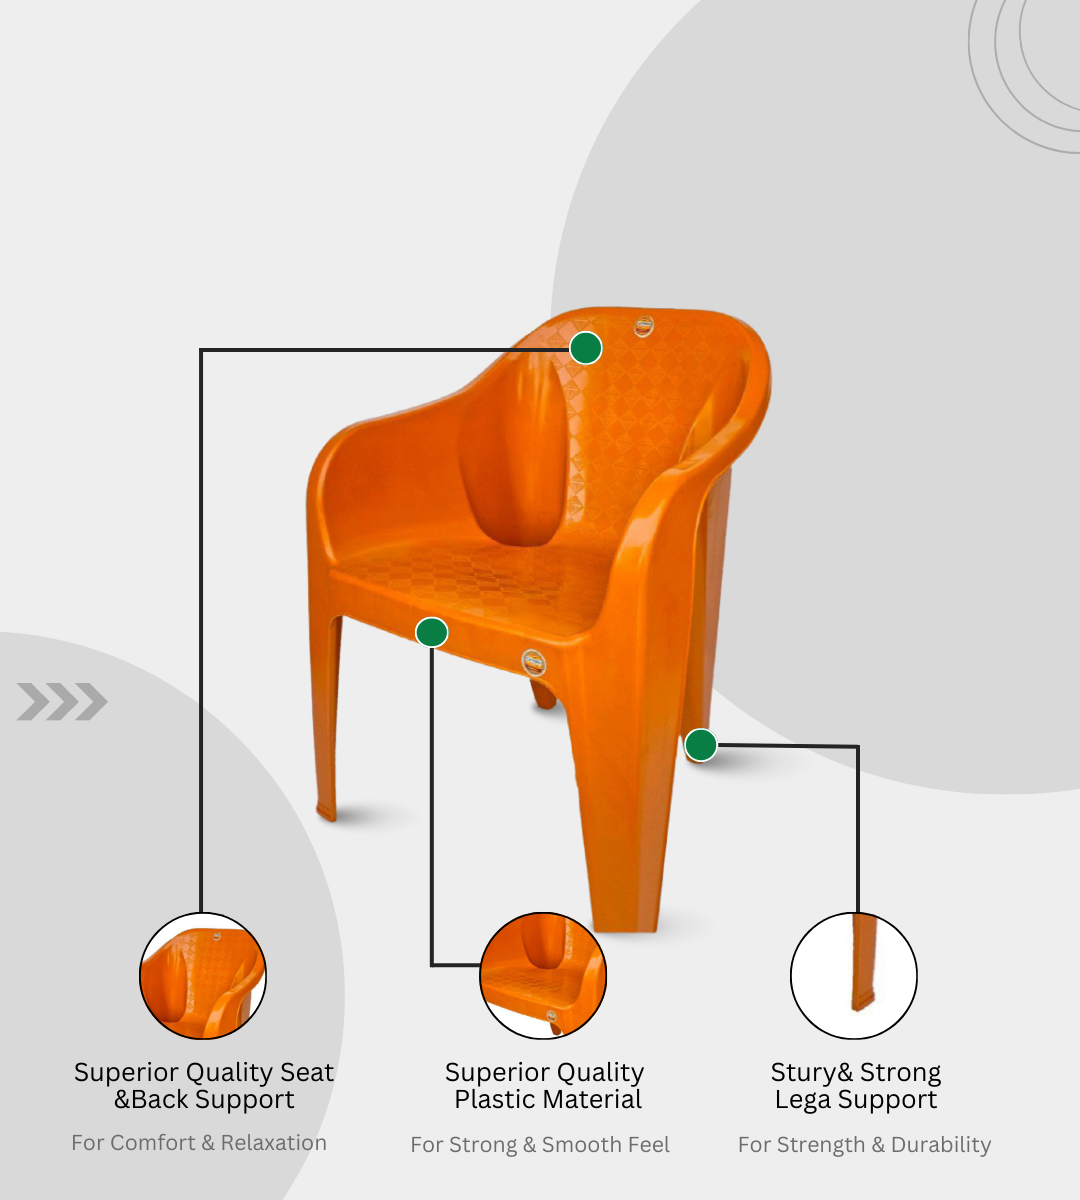 Superior Quality Seat
&Back Support
For Comfort & Relaxation
Superior Quality
Plastic Material
For Strong & Smooth Feel
Stury& Strong
Lega Support
For Strength & Durability